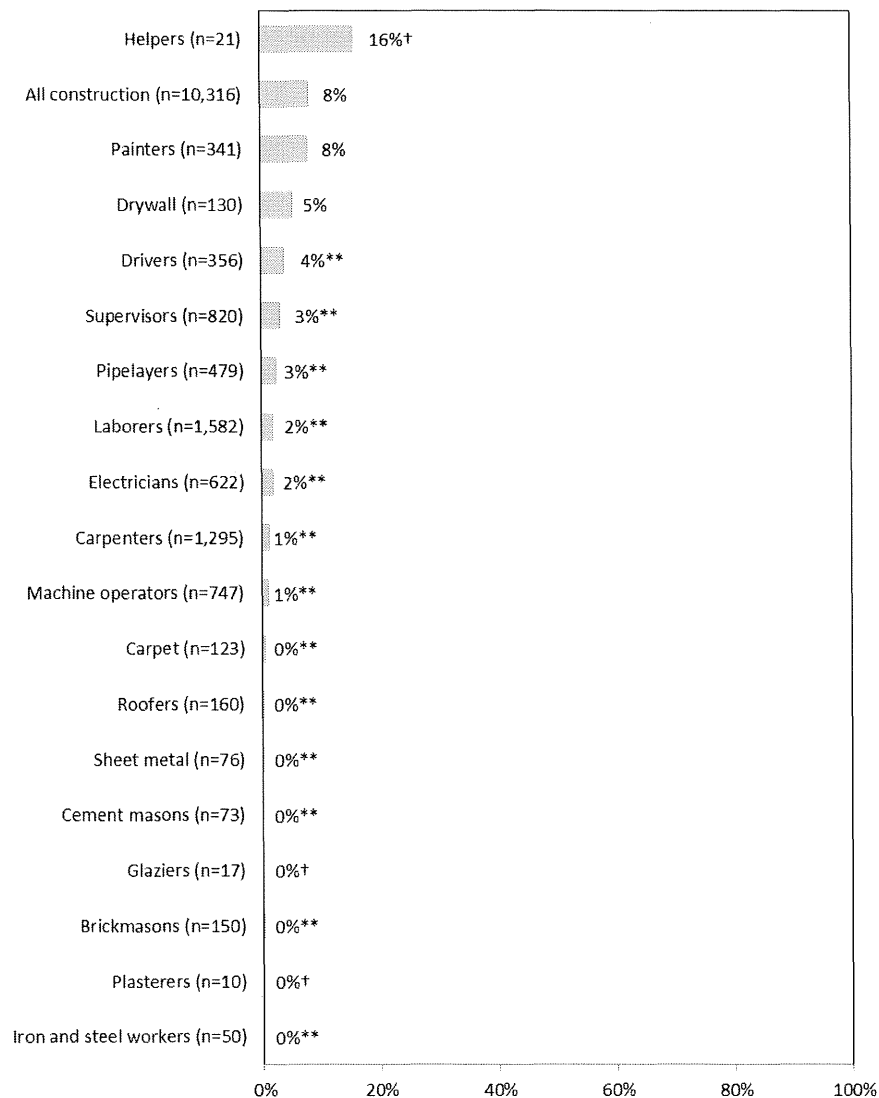 Helpers (n=21) 16%†
All construction (n=10,316) 8%
Painters (n=341) 8%
Drywall (n=130) 5%
Drivers (n=356) 4%**
Supervisors (n=820) 3%**
Pipelayers (n=479) 3%**
Laborers (n=1,582) 2%**
Electricians (n=622) 2%**
Carpenters (n=1,295) 1%**
Machine operators (n=747) 1%**
Carpet (n=123) 0%**
Roofers (n=160) 0%**
Sheet metal (n=76) 0%**
Cement masons (n=73) 0%**
Glaziers (n=17) 0%†
Brickmasons (n=150) 0%**
Plasterers (n=10) 0%†
Iron and steel workers (n=50) 0%**
0% 20% 40% 60% 80% 100%